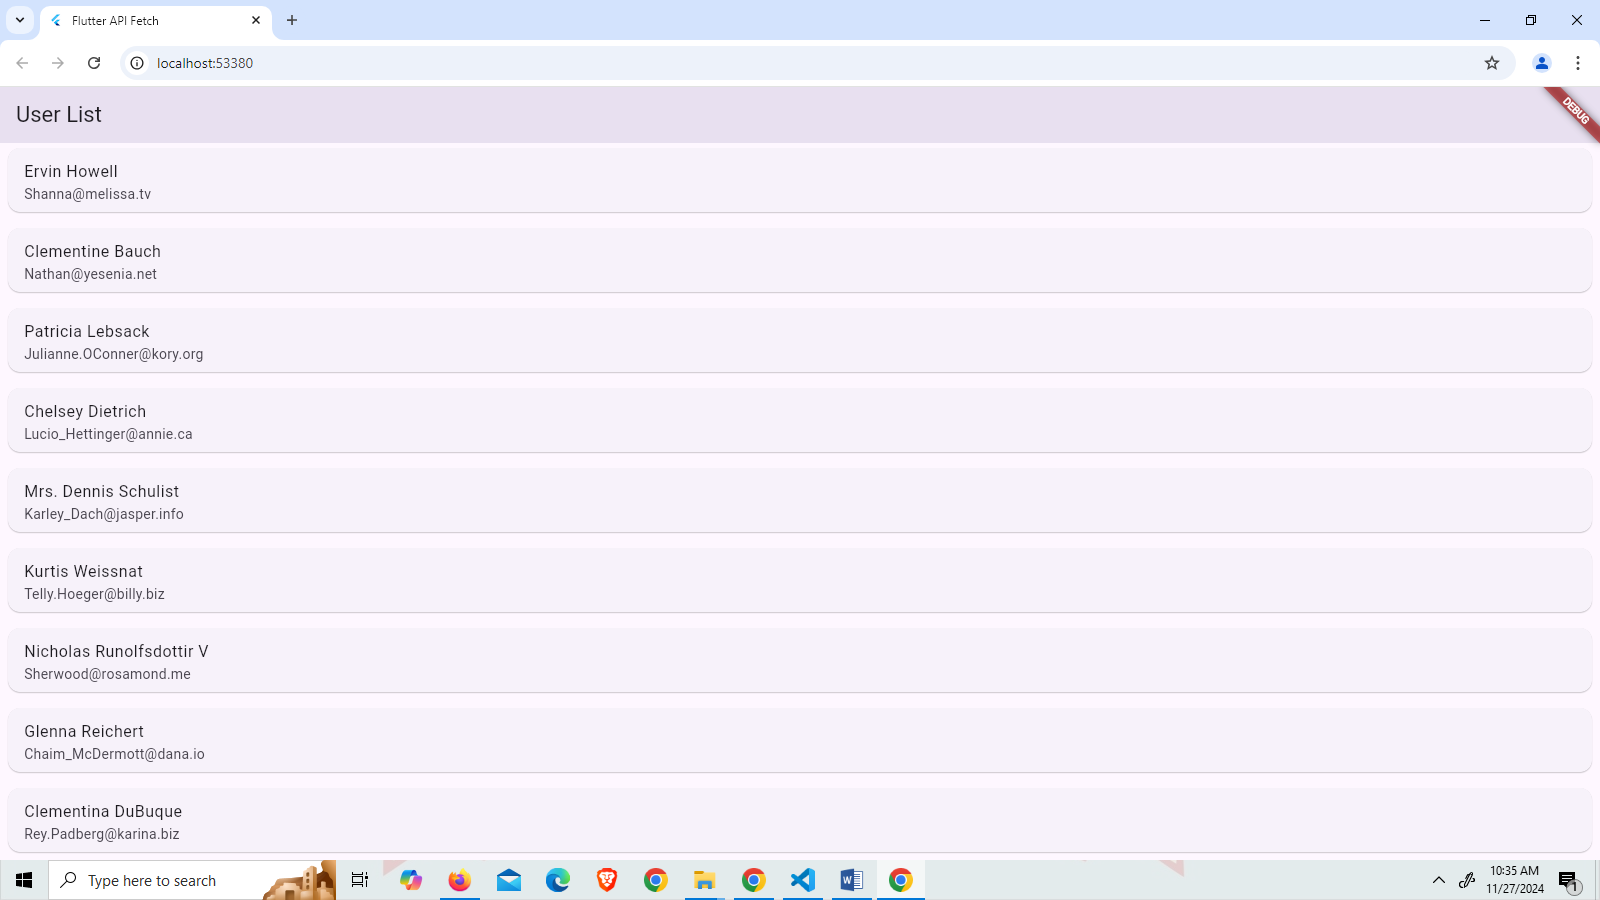 Flutter API Fetch
localhost:53380
User List
DEBUG
Ervin Howell
Shanna@melissa.tv
Clementine Bauch
Nathan@yesenia.net
Patricia Lebsack
Julianne.OConner@kory.org
Chelsey Dietrich
Lucio_Hettinger@annie.ca
Mrs. Dennis Schulist
Karley_Dach@jasper.info
Kurtis Weissnat
Telly.Hoeger@billy.biz
Nicholas Runolfsdottir V
Sherwood@rosamond.me
Glenna Reichert
Chaim_McDermott@dana.io
Clementina DuBuque
Rey.Padberg@karina.biz
Type here to search
10:35 AM
11/27/2024
1